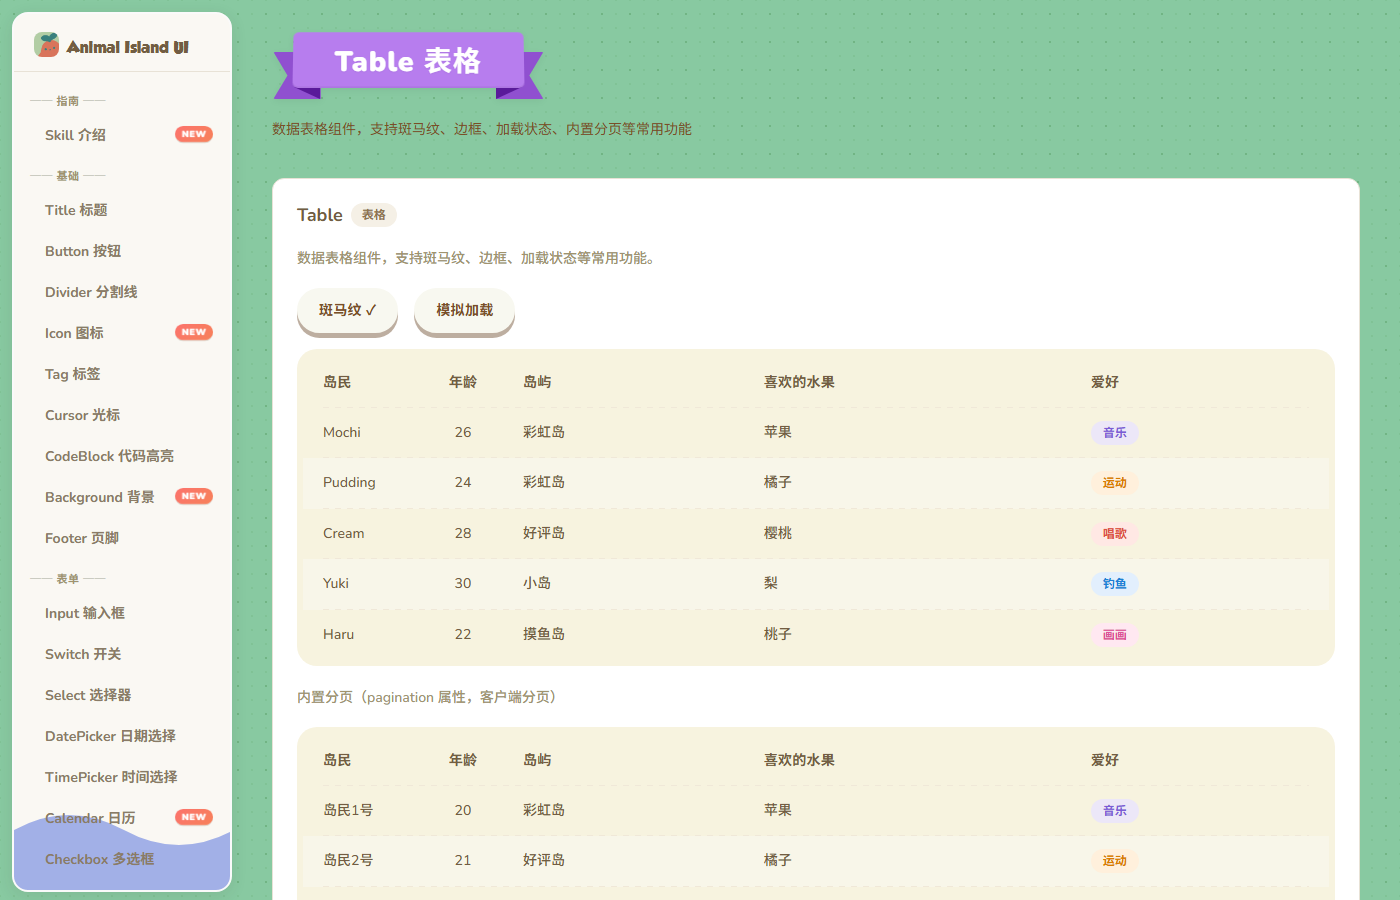 Animal Island UI
指南
Skill 介绍 NEW
基础
Title 标题
Button 按钮
Divider 分割线
Icon 图标 NEW
Tag 标签
Cursor 光标
CodeBlock 代码高亮
Background 背景 NEW
Footer 页脚
表单
Input 输入框
Switch 开关
Select 选择器
DatePicker 日期选择
TimePicker 时间选择
Calendar 日历 NEW
Checkbox 多选框
Table 表格
数据表格组件，支持斑马纹、边框、加载状态、内置分页等常用功能
Table 表格
数据表格组件，支持斑马纹、边框、加载状态等常用功能。
斑马纹 ✓ 模拟加载
岛民 年龄 岛屿 喜欢的水果 爱好
Mochi 26 彩虹岛 苹果 音乐
Pudding 24 彩虹岛 橘子 运动
Cream 28 好评岛 樱桃 唱歌
Yuki 30 小岛 梨 钓鱼
Haru 22 摸鱼岛 桃子 画画
内置分页（pagination 属性，客户端分页）
岛民 年龄 岛屿 喜欢的水果 爱好
岛民1号 20 彩虹岛 苹果 音乐
岛民2号 21 好评岛 橘子 运动